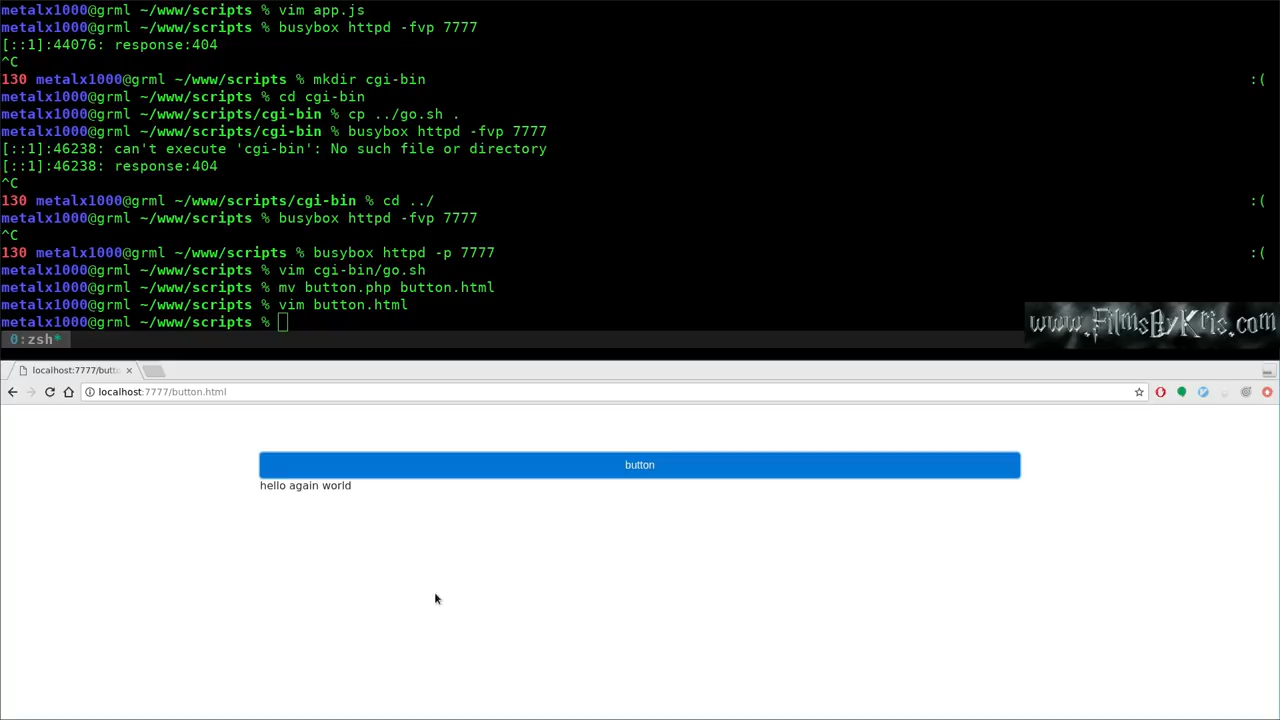 metalx1000@grml ~/www/scripts % vim app.js
metalx1000@grml ~/www/scripts % busybox httpd -fvp 7777
[::1]:44076: response:404
^C
130 metalx1000@grml ~/www/scripts % mkdir cgi-bin :(
metalx1000@grml ~/www/scripts % cd cgi-bin
metalx1000@grml ~/www/scripts/cgi-bin % cp ../go.sh .
metalx1000@grml ~/www/scripts/cgi-bin % busybox httpd -fvp 7777
[::1]:46238: can't execute 'cgi-bin': No such file or directory
[::1]:46238: response:404
^C
130 metalx1000@grml ~/www/scripts/cgi-bin % cd ../ :(
metalx1000@grml ~/www/scripts % busybox httpd -fvp 7777
^C
130 metalx1000@grml ~/www/scripts % busybox httpd -p 7777 :(
metalx1000@grml ~/www/scripts % vim cgi-bin/go.sh
metalx1000@grml ~/www/scripts % mv button.php button.html
metalx1000@grml ~/www/scripts % vim button.html
metalx1000@grml ~/www/scripts %
www.FilmsByKris.com
0:zsh*
localhost:7777/butto
localhost:7777/button.html
button
hello again world